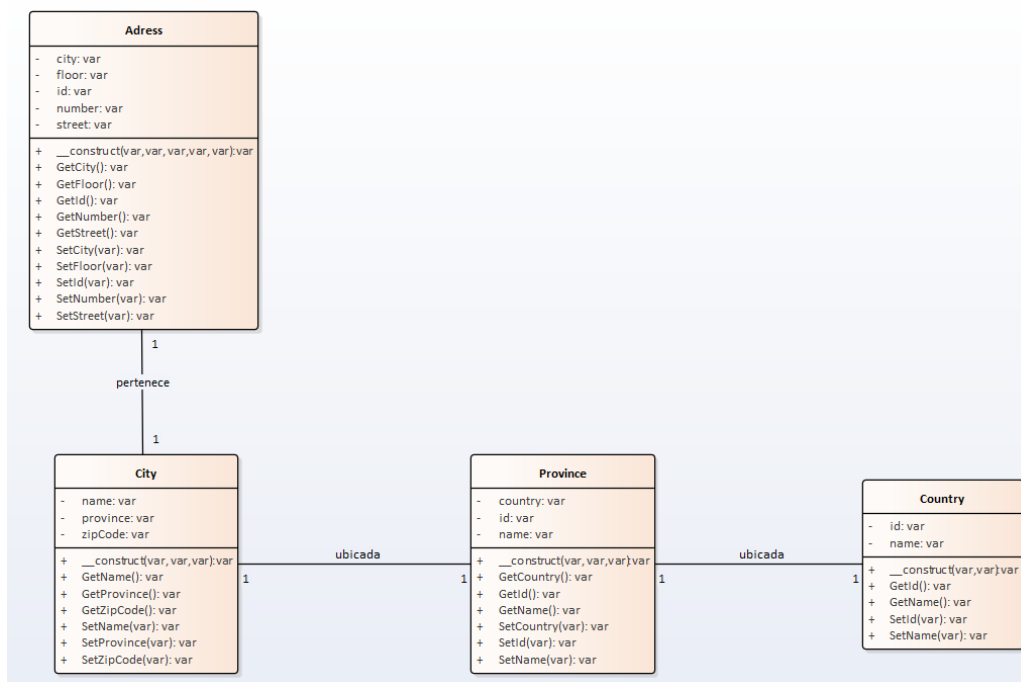 Adress
- city: var
- floor: var
- id: var
- number: var
- street: var
+ __construct(var,var,var,var,var):var
+ GetCity(): var
+ GetFloor(): var
+ GetId(): var
+ GetNumber(): var
+ GetStreet(): var
+ SetCity(var): var
+ SetFloor(var): var
+ SetId(var): var
+ SetNumber(var): var
+ SetStreet(var): var
1
pertenece
1
City
- name: var
- province: var
- zipCode: var
+ __construct(var,var,var):var
+ GetName(): var
+ GetProvince(): var
+ GetZipCode(): var
+ SetName(var): var
+ SetProvince(var): var
+ SetZipCode(var): var
ubicada
1
1
Province
- country: var
- id: var
- name: var
+ __construct(var,var,var):var
+ GetCountry(): var
+ GetId(): var
+ GetName(): var
+ SetCountry(var): var
+ SetId(var): var
+ SetName(var): var
ubicada
1
1
Country
- id: var
- name: var
+ __construct(var,var):var
+ GetId(): var
+ GetName(): var
+ SetId(var): var
+ SetName(var): var